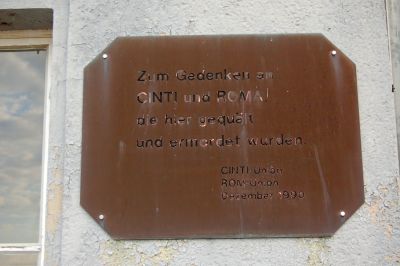 Zum Gedenken an
CINTI und ROMA,
die hier gequält
und ermordet wurden.
CINTI Union
ROM Union
Dezember 1990